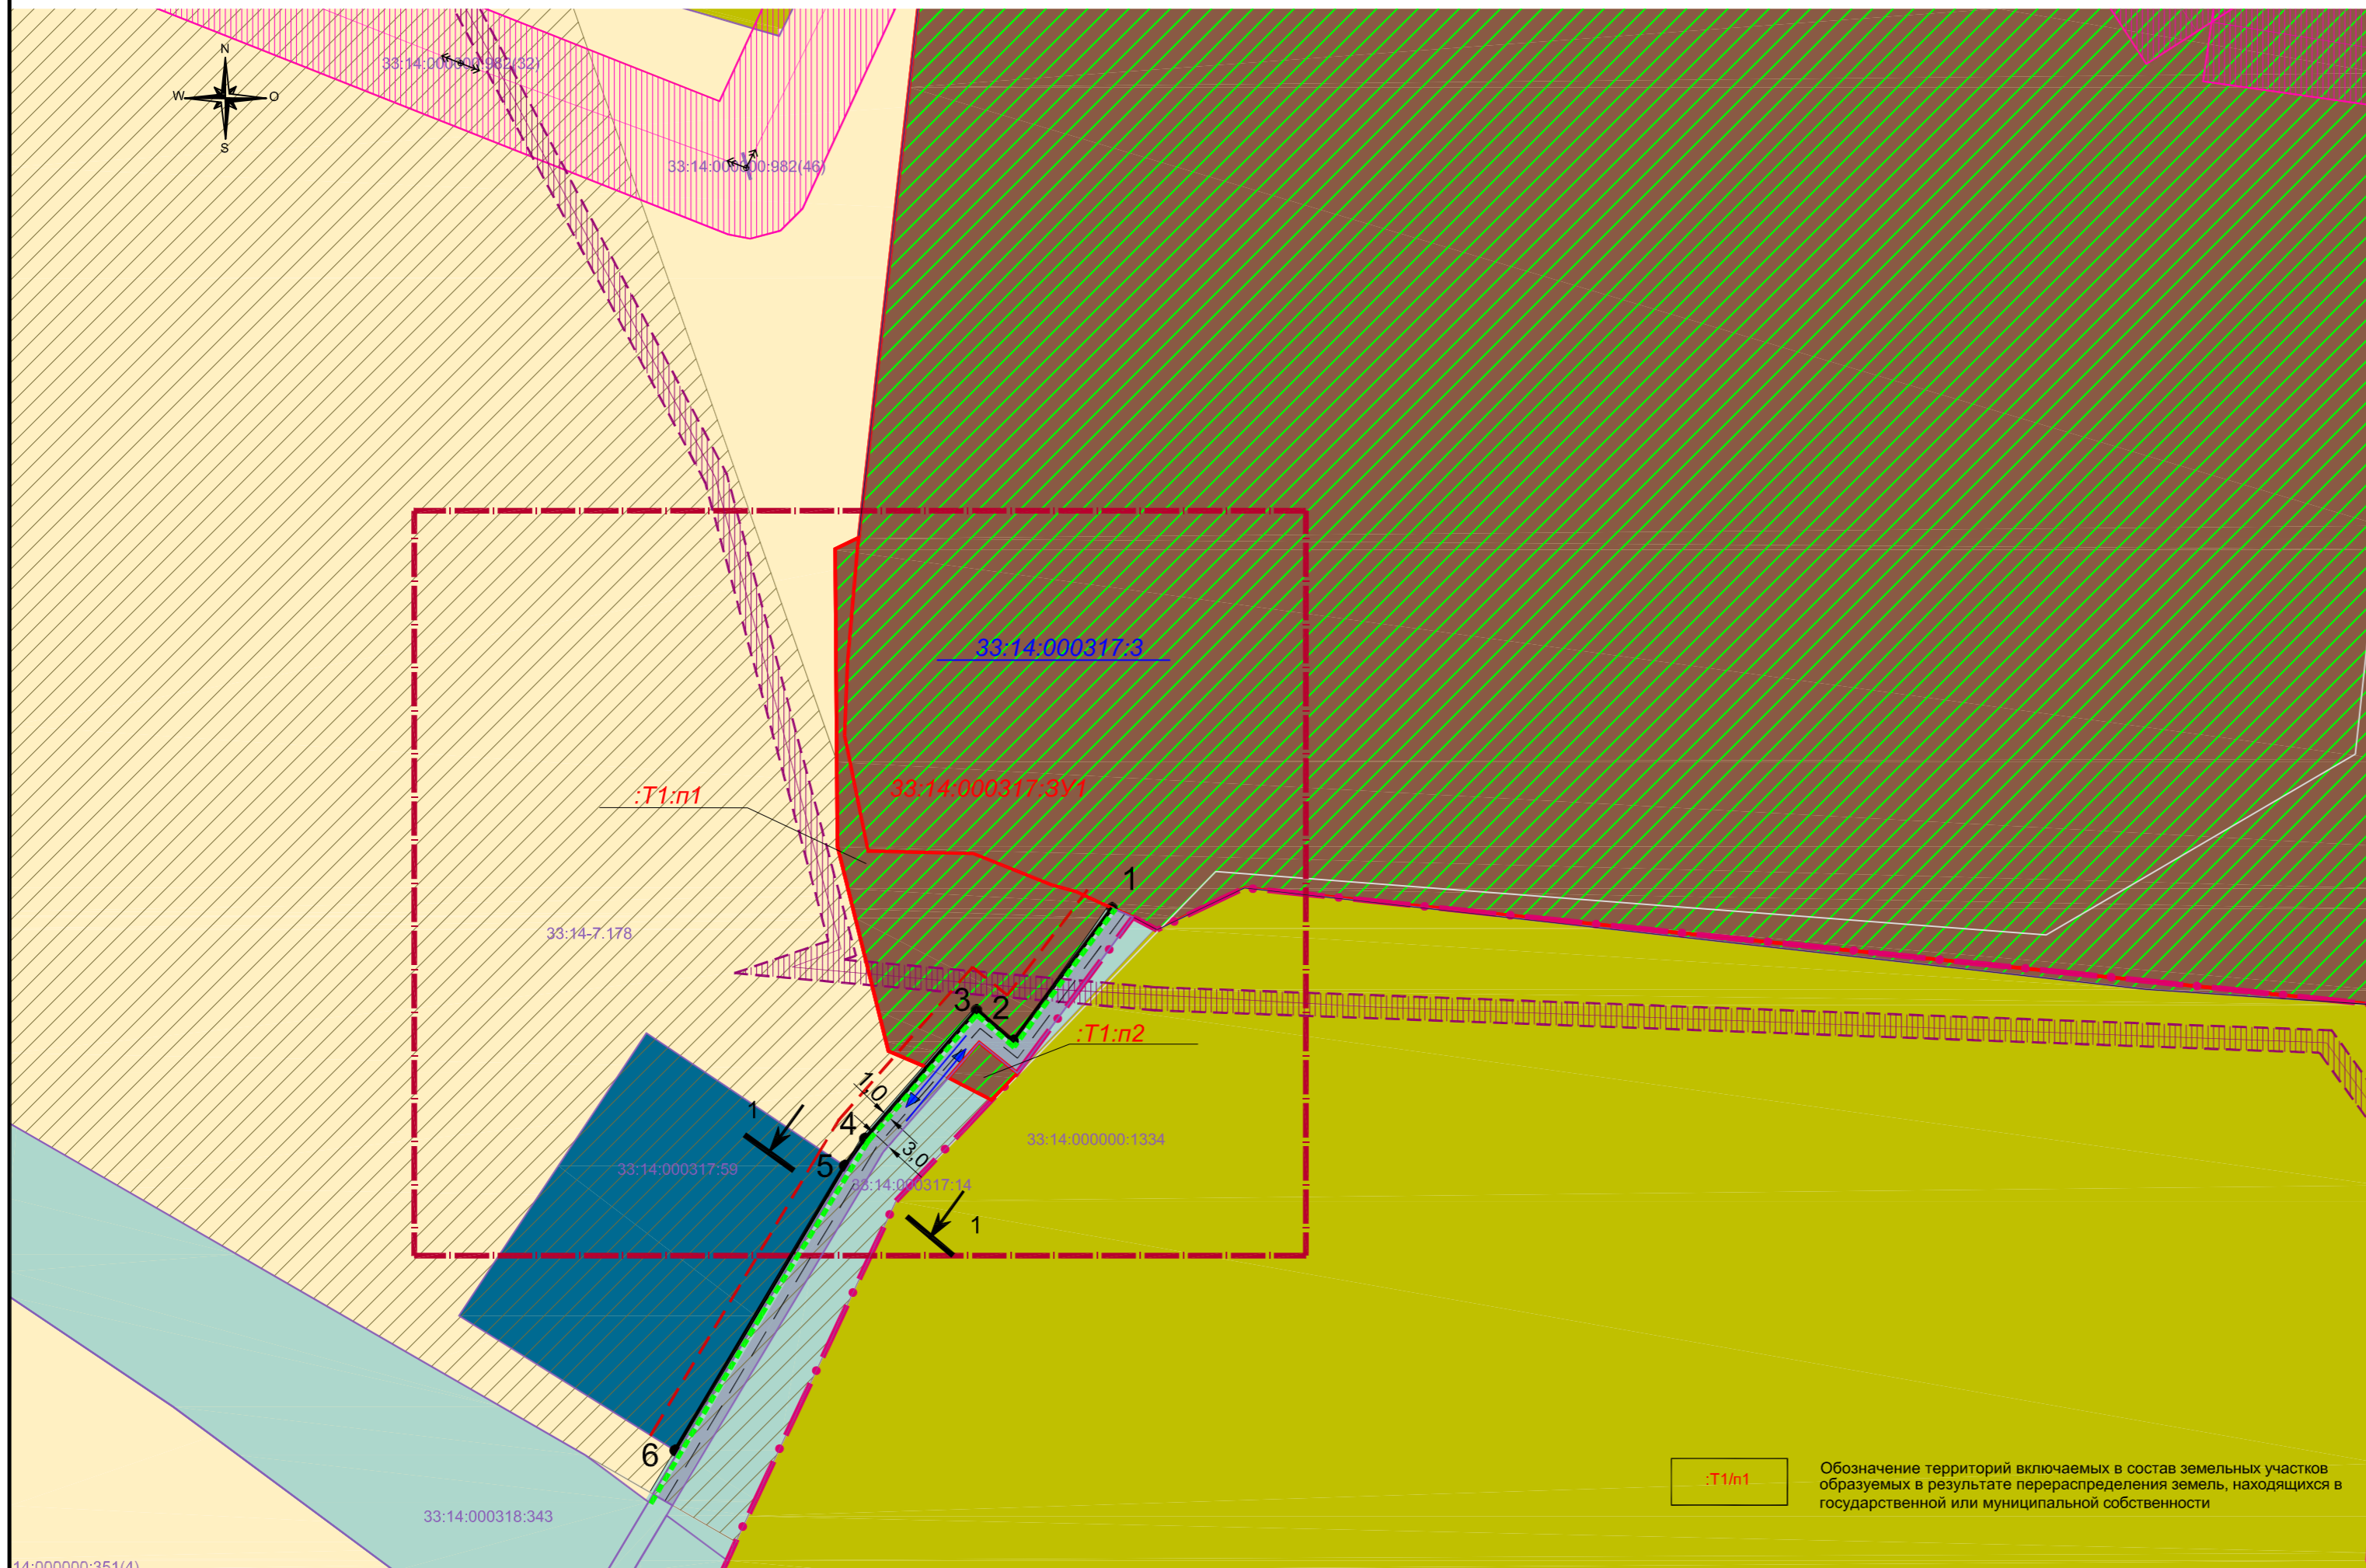 33:14:000000:982(32)
N
W
O
S
33:14:000000:982(46)
33:14:000317:3
33:14:000317:ЗУ1
:Т1:п1
1
33:14-7.178
3
2
:Т1:п2
1,0
1
4
33:14:000000:1334
3,0
5
33:14:000317:59
33:14:000317:14
1
6
:Т1/п1
Обозначение территорий включаемых в состав земельных участков
образуемых в результате перераспределения земель, находящихся в
государственной или муниципальной собственности
33:14:000318:343
14:000000:351(4)